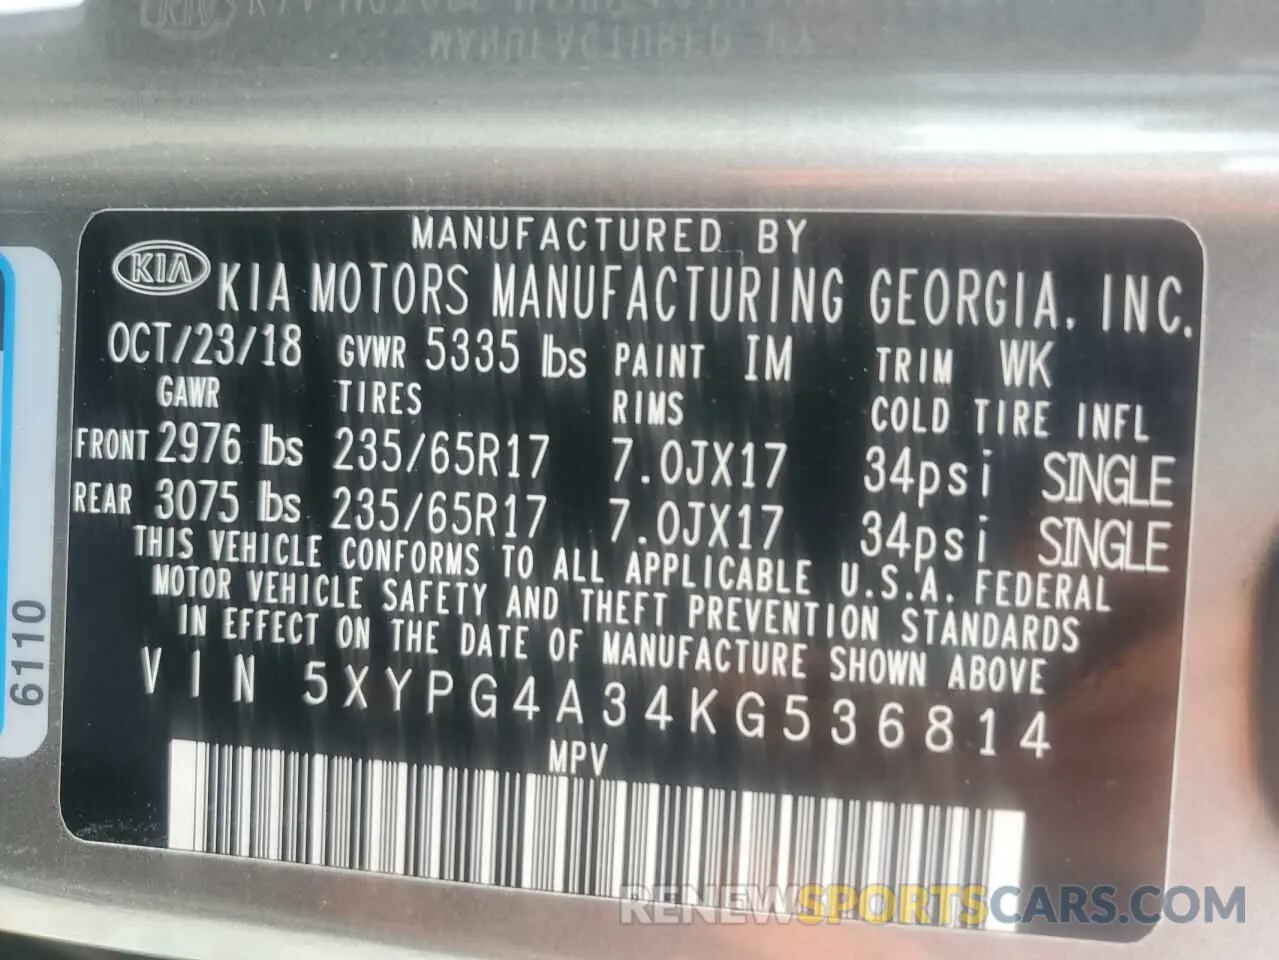 MANUFACTURED BY
KIA KIA MOTORS MANUFACTURING GEORGIA, INC.
OCT/23/18 GVWR 5335 lbs PAINT IM TRIM WK
GAWR TIRES RIMS COLD TIRE INFL
FRONT 2976 lbs 235/65R17 7.0JX17 34psi SINGLE
REAR 3075 lbs 235/65R17 7.0JX17 34psi SINGLE
THIS VEHICLE CONFORMS TO ALL APPLICABLE U.S.A. FEDERAL
MOTOR VEHICLE SAFETY AND THEFT PREVENTION STANDARDS
IN EFFECT ON THE DATE OF MANUFACTURE SHOWN ABOVE
VIN 5XYPG4A34KG536814
MPV
6110
RENEWSPORTSCARS.COM